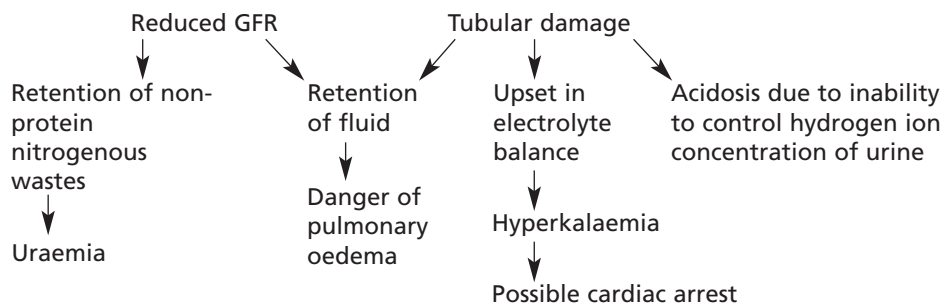 Reduced GFR
Tubular damage
Retention of non-
protein
nitrogenous
wastes
Uraemia
Retention
of fluid
Danger of
pulmonary
oedema
Upset in
electrolyte
balance
Hyperkalaemia
Possible cardiac arrest
Acidosis due to inability
to control hydrogen ion
concentration of urine